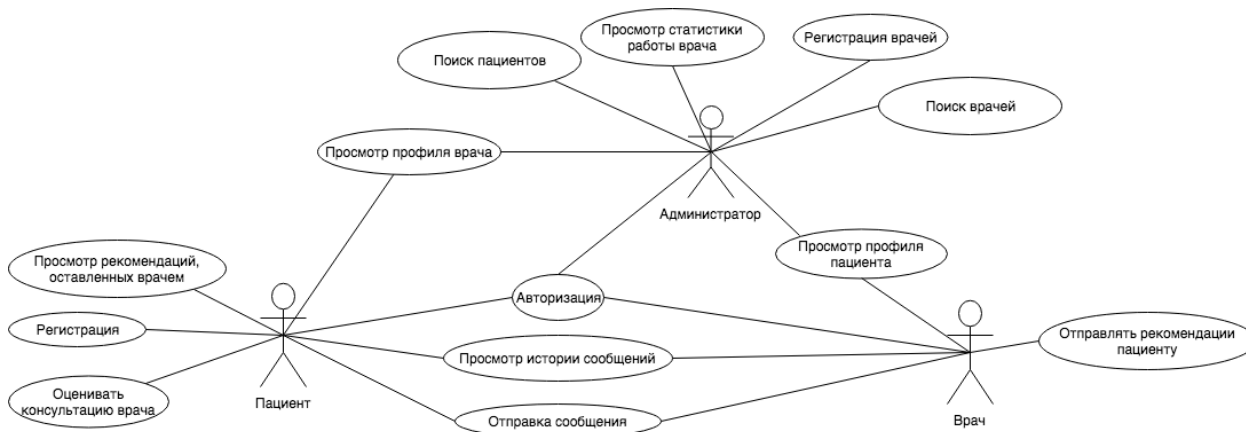 Просмотр статистики
работы врача
Регистрация врачей
Поиск пациентов
Поиск врачей
Просмотр профиля врача
Администратор
Просмотр профиля
пациента
Просмотр рекомендаций,
оставленных врачем
Авторизация
Регистрация
Отправлять рекомендации
пациенту
Просмотр истории сообщений
Оценивать
консультацию врача
Пациент
Отправка сообщения
Врач